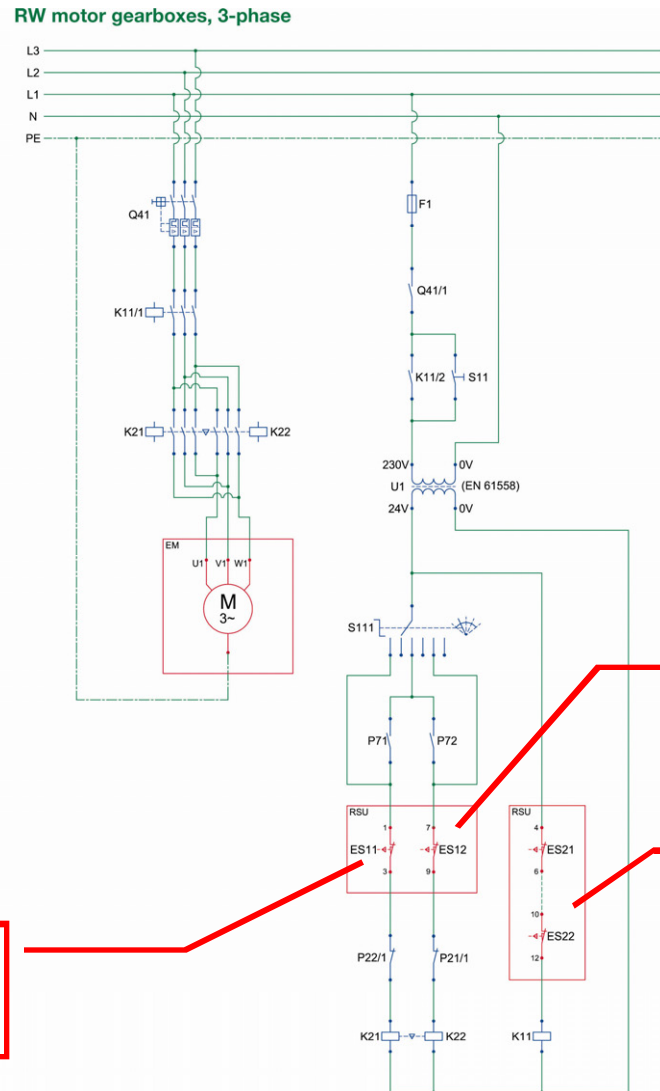 RW motor gearboxes, 3-phase
L3
L2
L1
N
PE
Q41
F1
Q41/1
K11/1
K11/2
S11
K21
K22
230V
0V
U1
(EN 61558)
24V
0V
EM
U1
V1
W1
M
3~
S111
P71
P72
RSU
RSU
1
7
4
ES11
ES12
ES21
3
9
6
10
ES22
12
P22/1
P21/1
K21
K22
K11